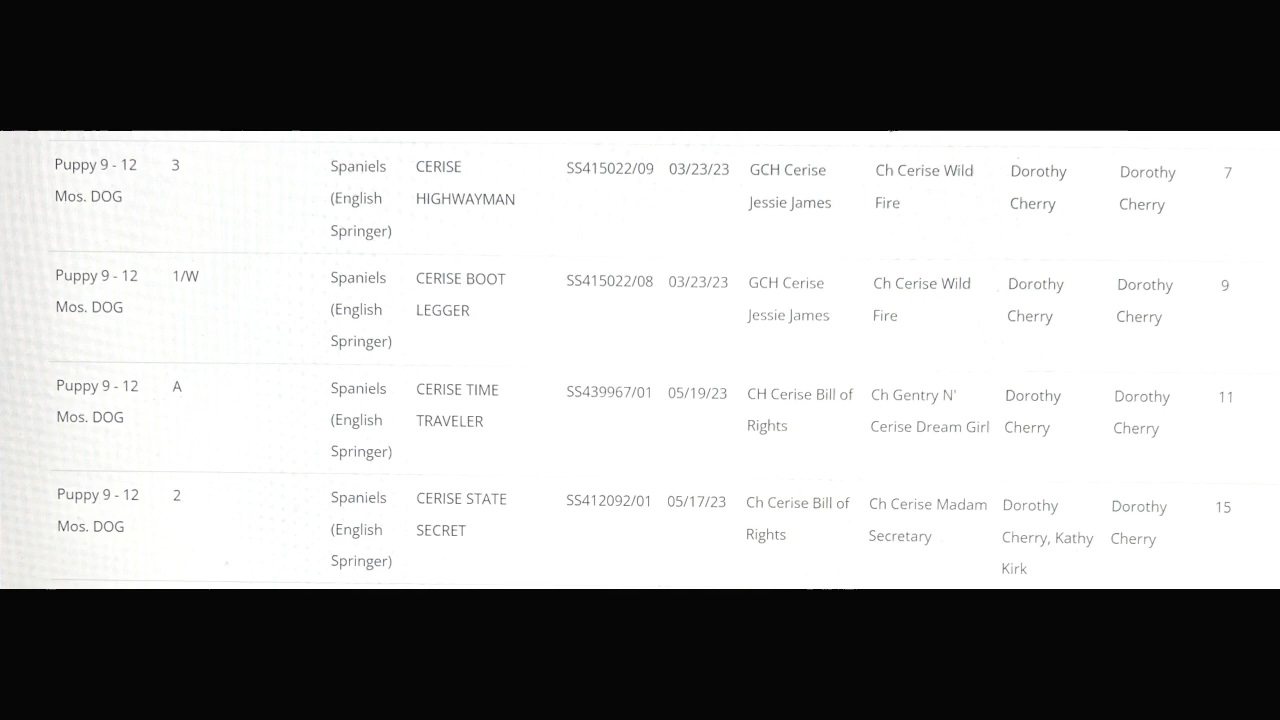 Puppy 9 - 12 3 Spaniels CERISE SS415022/09 03/23/23 GCH Cerise Ch Cerise Wild Dorothy Dorothy 7
Mos. DOG (English HIGHWAYMAN Jessie James Fire Cherry Cherry
Springer)
Puppy 9 - 12 1/W Spaniels CERISE BOOT SS415022/08 03/23/23 GCH Cerise Ch Cerise Wild Dorothy Dorothy 9
Mos. DOG (English LEGGER Jessie James Fire Cherry Cherry
Springer)
Puppy 9 - 12 A Spaniels CERISE TIME SS439967/01 05/19/23 CH Cerise Bill of Ch Gentry N' Dorothy Dorothy 11
Mos. DOG (English TRAVELER Rights Cerise Dream Girl Cherry Cherry
Springer)
Puppy 9 - 12 2 Spaniels CERISE STATE SS412092/01 05/17/23 Ch Cerise Bill of Ch Cerise Madam Dorothy Dorothy 15
Mos. DOG (English SECRET Rights Secretary Cherry, Kathy Cherry
Springer) Kirk